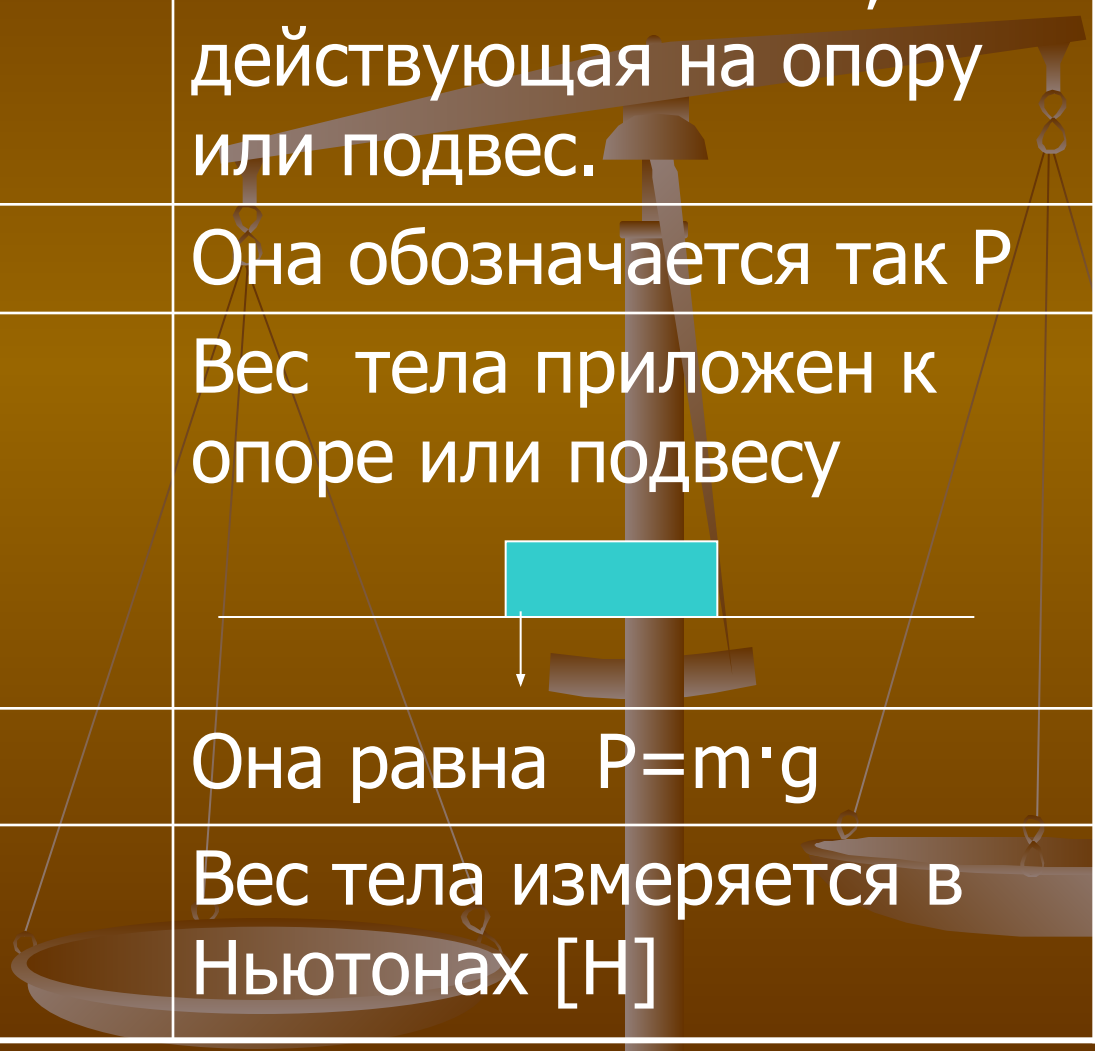 действующая на опору
или подвес.
Она обозначается так P
Вес тела приложен к
опоре или подвесу
Она равна P=m·g
Вес тела измеряется в
Ньютонах [Н]